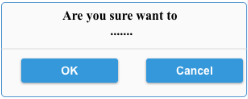 Are you sure want to
.......
OK
Cancel